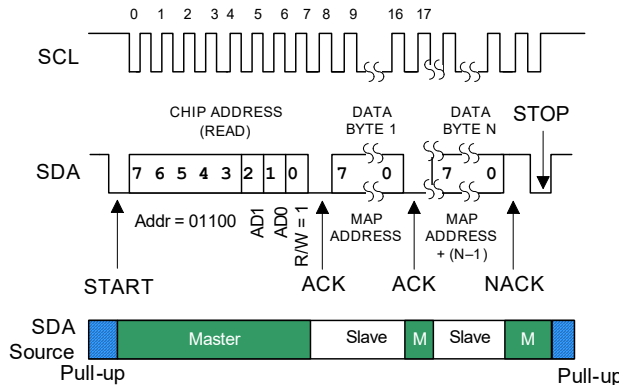 0 1 2 3 4 5 6 7 8 9 16 17
SCL
CHIP ADDRESS
(READ)
DATA
BYTE 1
DATA
BYTE N
STOP
SDA
7 6 5 4 3 2 1 0
7 0
7 0
Addr = 01100
AD1
AD0
R/W = 1
MAP
ADDRESS
MAP
ADDRESS
+ (N–1)
START
ACK
ACK
NACK
SDA
Source
Master
Slave
M
Slave
M
Pull-up
Pull-up